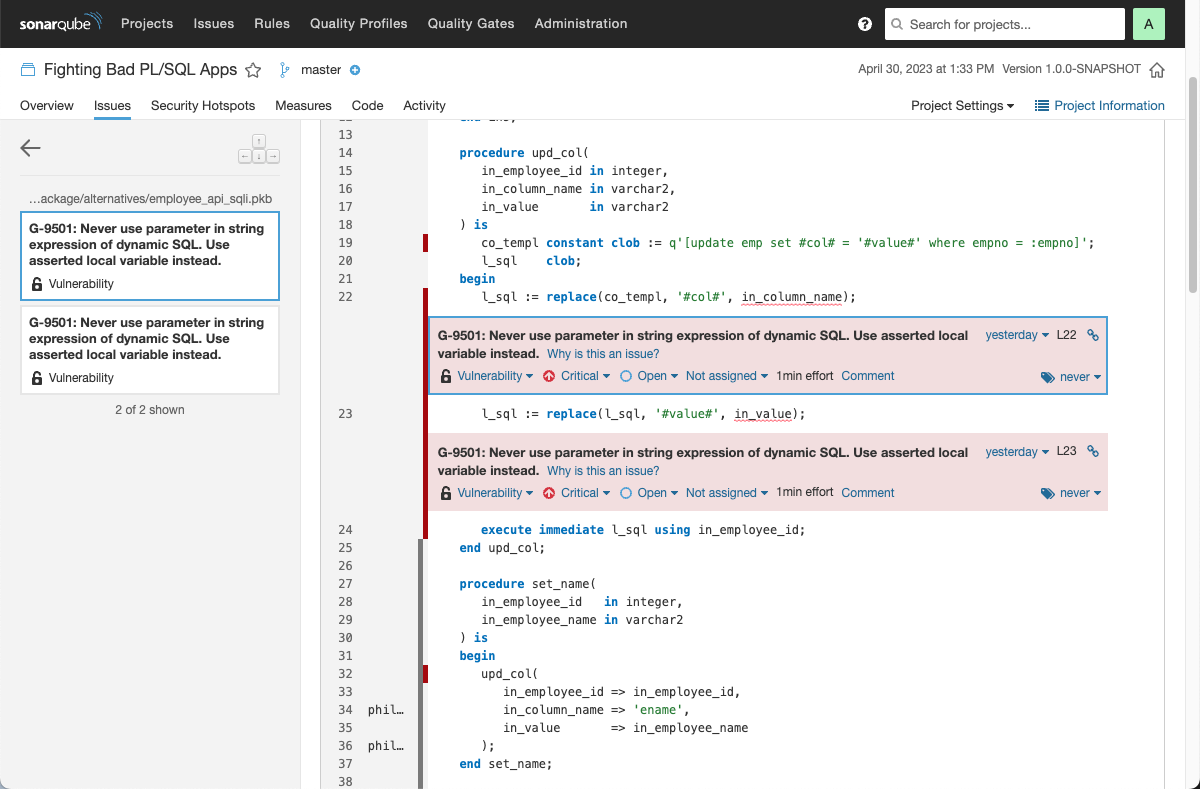 sonarqube Projects Issues Rules Quality Profiles Quality Gates Administration ? Search for projects... A
Fighting Bad PL/SQL Apps master April 30, 2023 at 1:33 PM Version 1.0.0-SNAPSHOT
Overview Issues Security Hotspots Measures Code Activity Project Settings Project Information
↑
← ↓ →
…ackage/alternatives/employee_api_sqli.pkb
G-9501: Never use parameter in string
expression of dynamic SQL. Use
asserted local variable instead.
Vulnerability
G-9501: Never use parameter in string
expression of dynamic SQL. Use
asserted local variable instead.
Vulnerability
2 of 2 shown
13
14 procedure upd_col(
15 in_employee_id in integer,
16 in_column_name in varchar2,
17 in_value in varchar2
18 ) is
19 co_templ constant clob := q'[update emp set #col# = '#value#' where empno = :empno]';
20 l_sql clob;
21 begin
22 l_sql := replace(co_templ, '#col#', in_column_name);
G-9501: Never use parameter in string expression of dynamic SQL. Use asserted local yesterday L22
variable instead. Why is this an issue?
Vulnerability Critical Open Not assigned 1min effort Comment never
23 l_sql := replace(l_sql, '#value#', in_value);
G-9501: Never use parameter in string expression of dynamic SQL. Use asserted local yesterday L23
variable instead. Why is this an issue?
Vulnerability Critical Open Not assigned 1min effort Comment never
24 execute immediate l_sql using in_employee_id;
25 end upd_col;
26
27 procedure set_name(
28 in_employee_id in integer,
29 in_employee_name in varchar2
30 ) is
31 begin
32 upd_col(
33 in_employee_id => in_employee_id,
34 phil… in_column_name => 'ename',
35 in_value => in_employee_name
36 phil… );
37 end set_name;
38